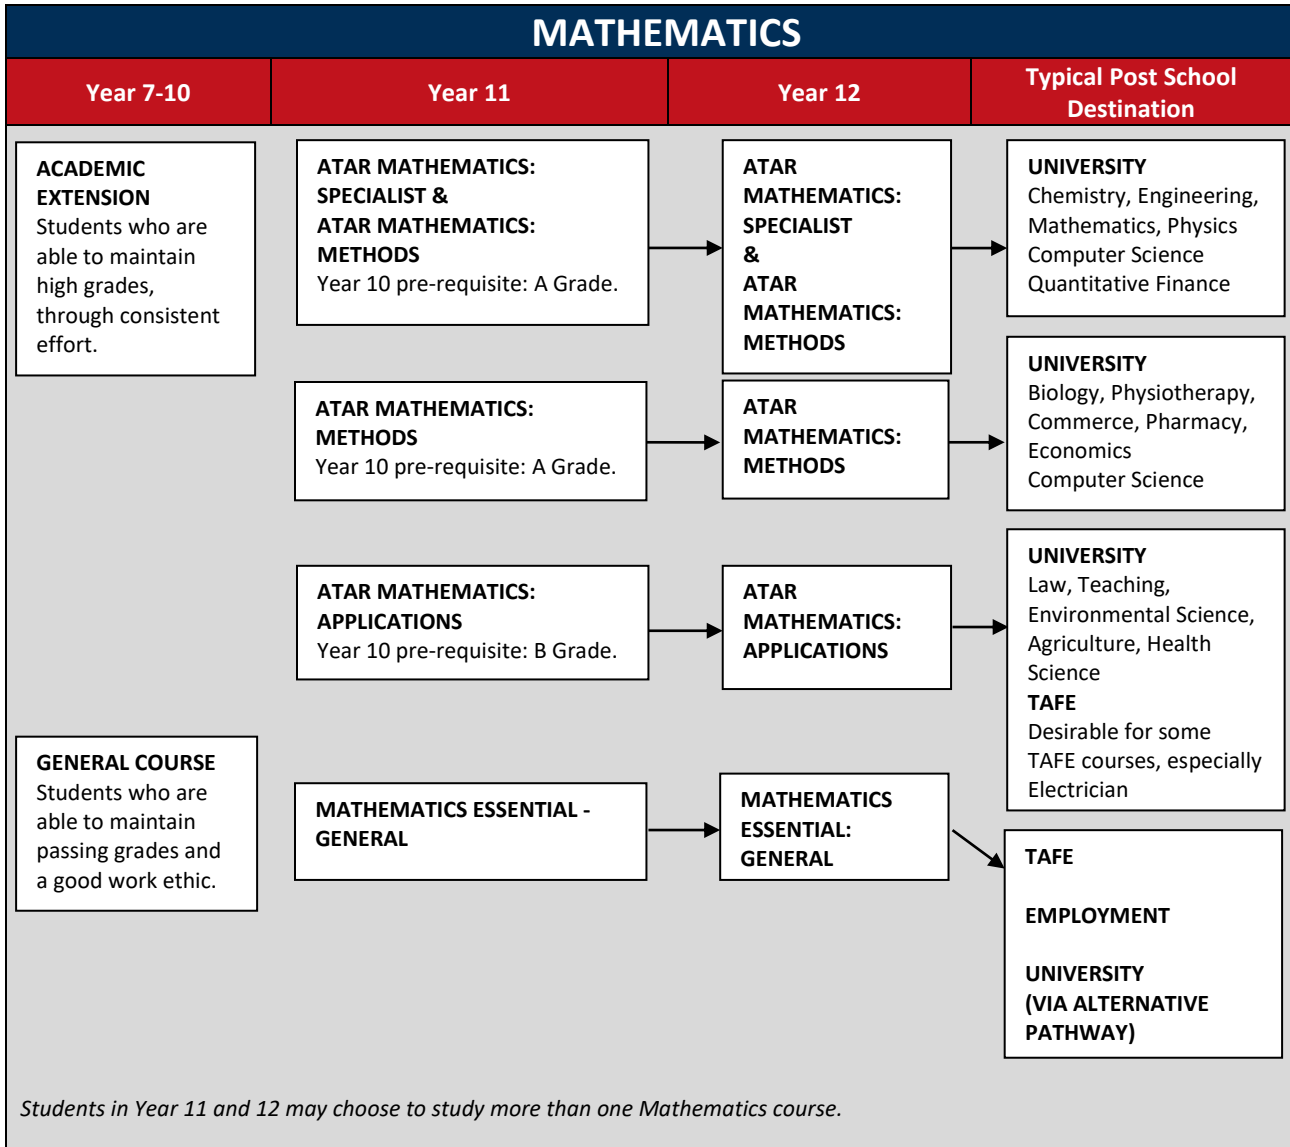 MATHEMATICS
Year 7-10
Year 11
Year 12
Typical Post School
Destination
ACADEMIC
EXTENSION
Students who are
able to maintain
high grades,
through consistent
effort.
ATAR MATHEMATICS:
SPECIALIST &
ATAR MATHEMATICS:
METHODS
Year 10 pre-requisite: A Grade.
ATAR
MATHEMATICS:
SPECIALIST
&
ATAR
MATHEMATICS:
METHODS
UNIVERSITY
Chemistry, Engineering,
Mathematics, Physics
Computer Science
Quantitative Finance
ATAR MATHEMATICS:
METHODS
Year 10 pre-requisite: A Grade.
ATAR
MATHEMATICS:
METHODS
UNIVERSITY
Biology, Physiotherapy,
Commerce, Pharmacy,
Economics
Computer Science
ATAR MATHEMATICS:
APPLICATIONS
Year 10 pre-requisite: B Grade.
ATAR
MATHEMATICS:
APPLICATIONS
UNIVERSITY
Law, Teaching,
Environmental Science,
Agriculture, Health
Science
TAFE
Desirable for some
TAFE courses, especially
Electrician
GENERAL COURSE
Students who are
able to maintain
passing grades and
a good work ethic.
MATHEMATICS ESSENTIAL -
GENERAL
MATHEMATICS
ESSENTIAL:
GENERAL
TAFE
EMPLOYMENT
UNIVERSITY
(VIA ALTERNATIVE
PATHWAY)
Students in Year 11 and 12 may choose to study more than one Mathematics course.